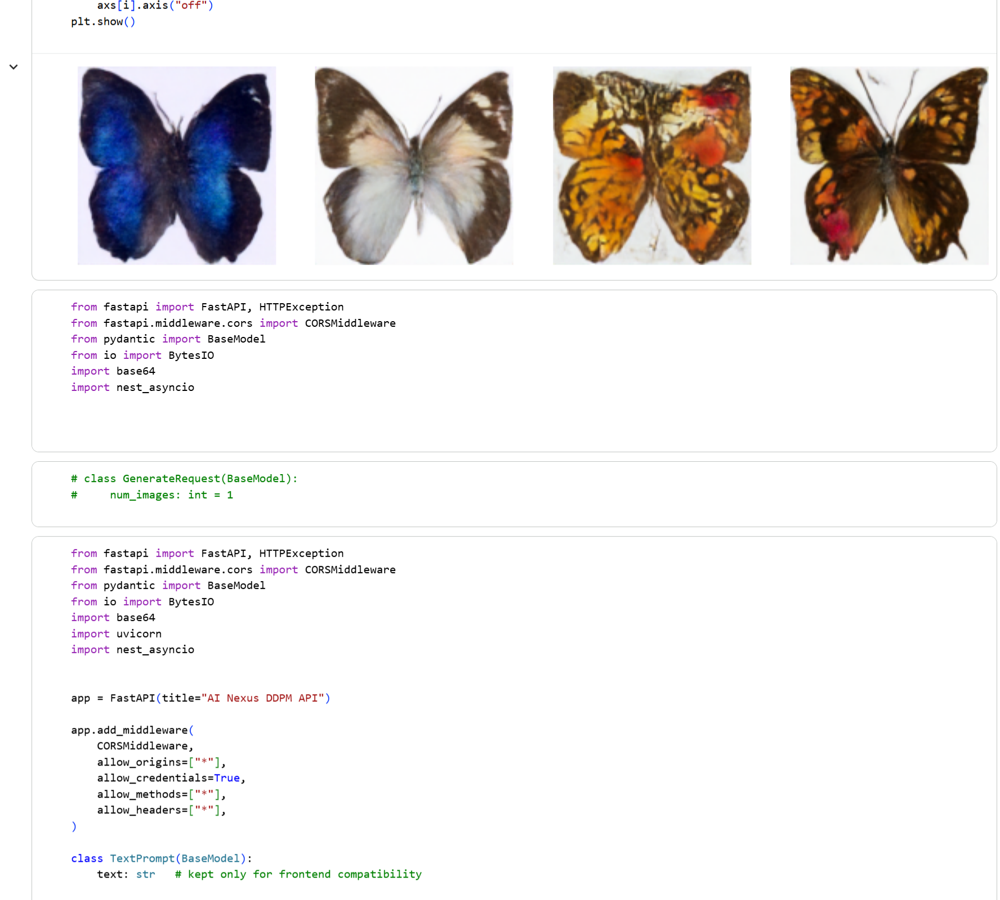 axs[i].axis("off")
plt.show()
from fastapi import FastAPI, HTTPException
from fastapi.middleware.cors import CORSMiddleware
from pydantic import BaseModel
from io import BytesIO
import base64
import nest_asyncio
# class GenerateRequest(BaseModel):
#     num_images: int = 1
from fastapi import FastAPI, HTTPException
from fastapi.middleware.cors import CORSMiddleware
from pydantic import BaseModel
from io import BytesIO
import base64
import uvicorn
import nest_asyncio
app = FastAPI(title="AI Nexus DDPM API")
app.add_middleware(
    CORSMiddleware,
    allow_origins=["*"],
    allow_credentials=True,
    allow_methods=["*"],
    allow_headers=["*"],
)
class TextPrompt(BaseModel):
    text: str   # kept only for frontend compatibility